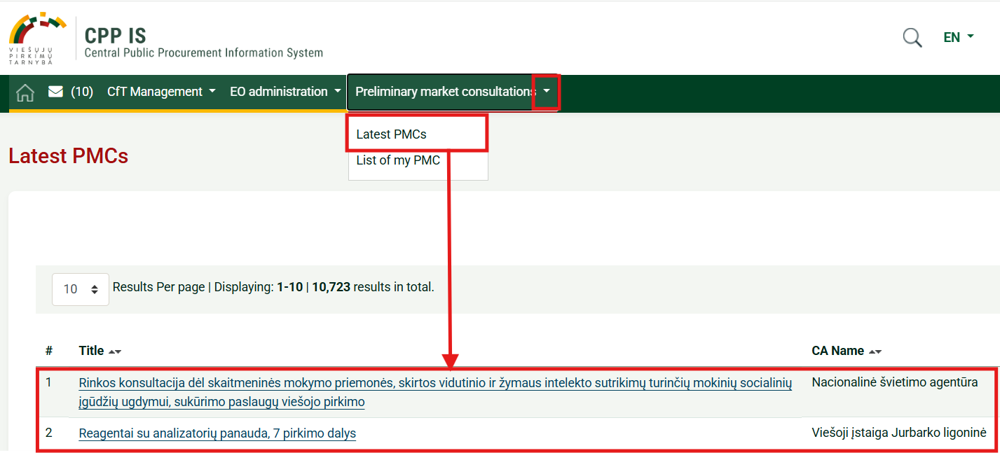 VIEŠŲJŲ
PIRKIMŲ
TARNYBA
CPP IS
Central Public Procurement Information System
EN
(10) CfT Management EO administration Preliminary market consultations
Latest PMCs
List of my PMC
Latest PMCs
10 Results Per page | Displaying: 1-10 | 10,723 results in total.
# Title CA Name
1 Rinkos konsultacija dėl skaitmeninės mokymo priemonės, skirtos vidutinio ir žymaus intelekto sutrikimų turinčių mokinių socialinių Nacionalinė švietimo agentūra
įgūdžių ugdymui, sukūrimo paslaugų viešojo pirkimo
2 Reagentai su analizatorių panauda, 7 pirkimo dalys Viešoji įstaiga Jurbarko ligoninė